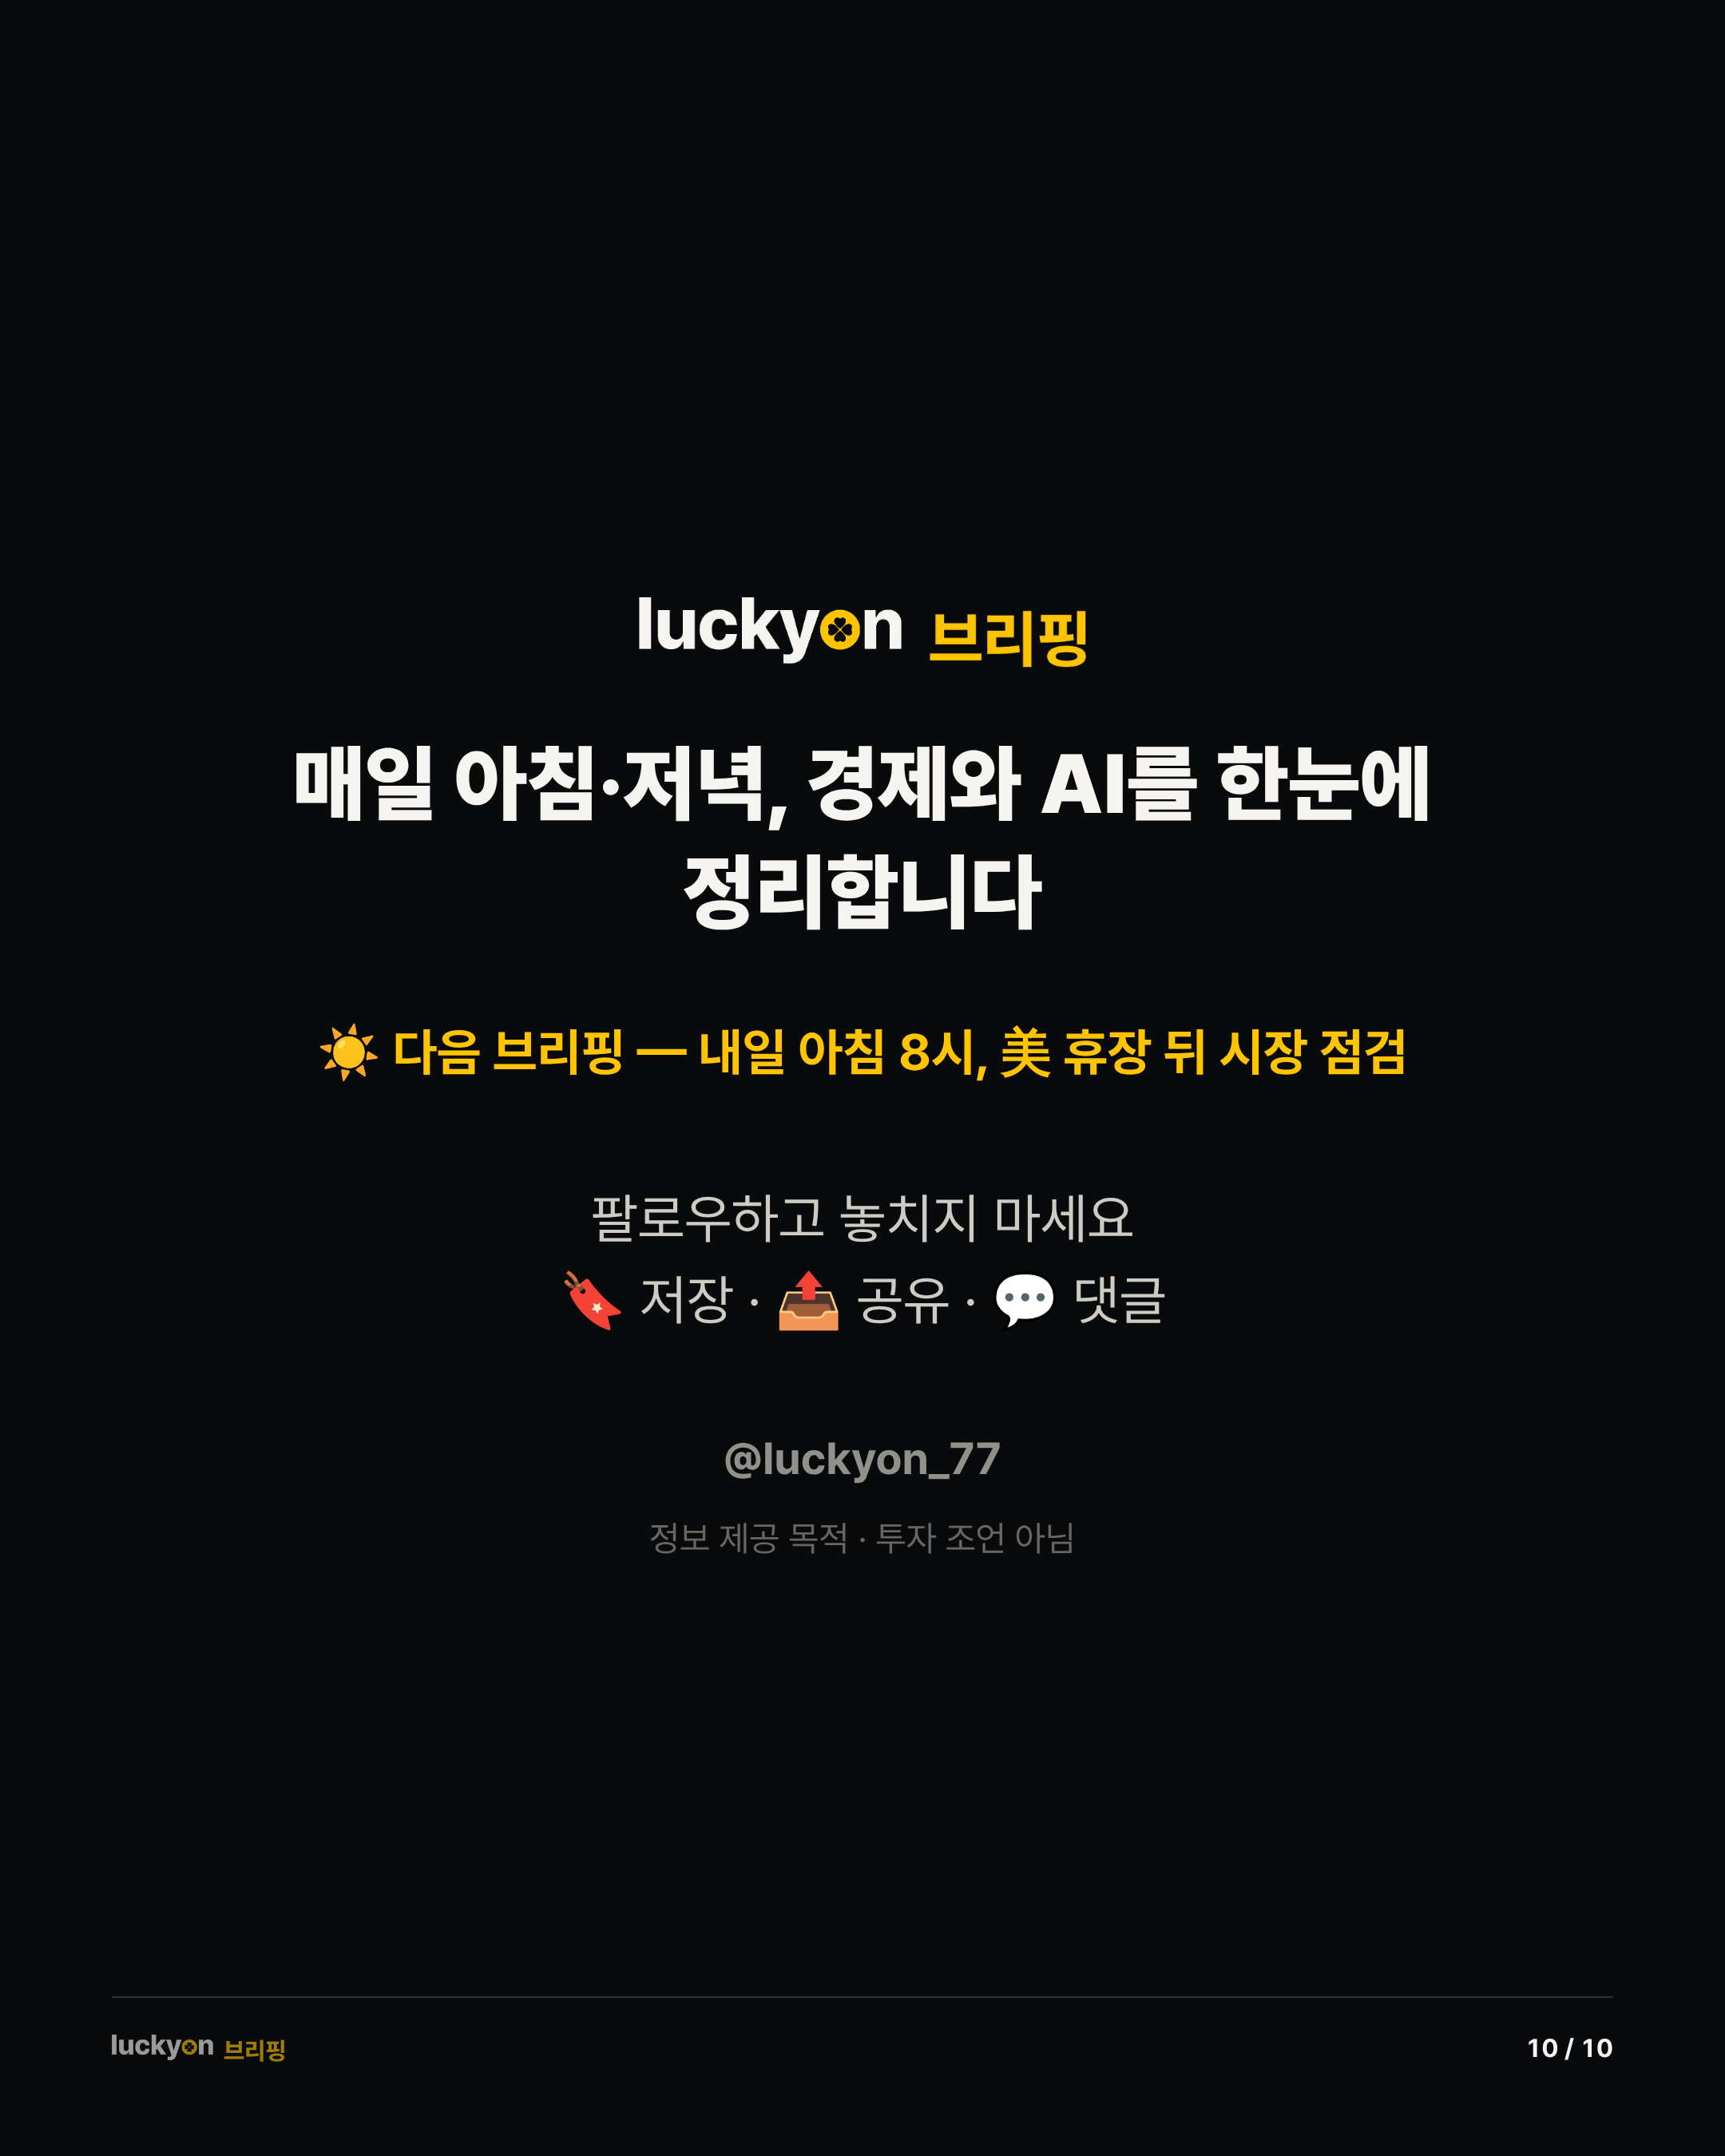 luckyon 브리핑
매일 아침·저녁, 경제와 AI를 한눈에
정리합니다
☀️ 다음 브리핑 — 내일 아침 8시, 美 휴장 뒤 시장 점검
팔로우하고 놓치지 마세요
🔖 저장 · 📤 공유 · 💬 댓글
@luckyon_77
정보 제공 목적 · 투자 조언 아님
luckyon 브리핑
10 / 10